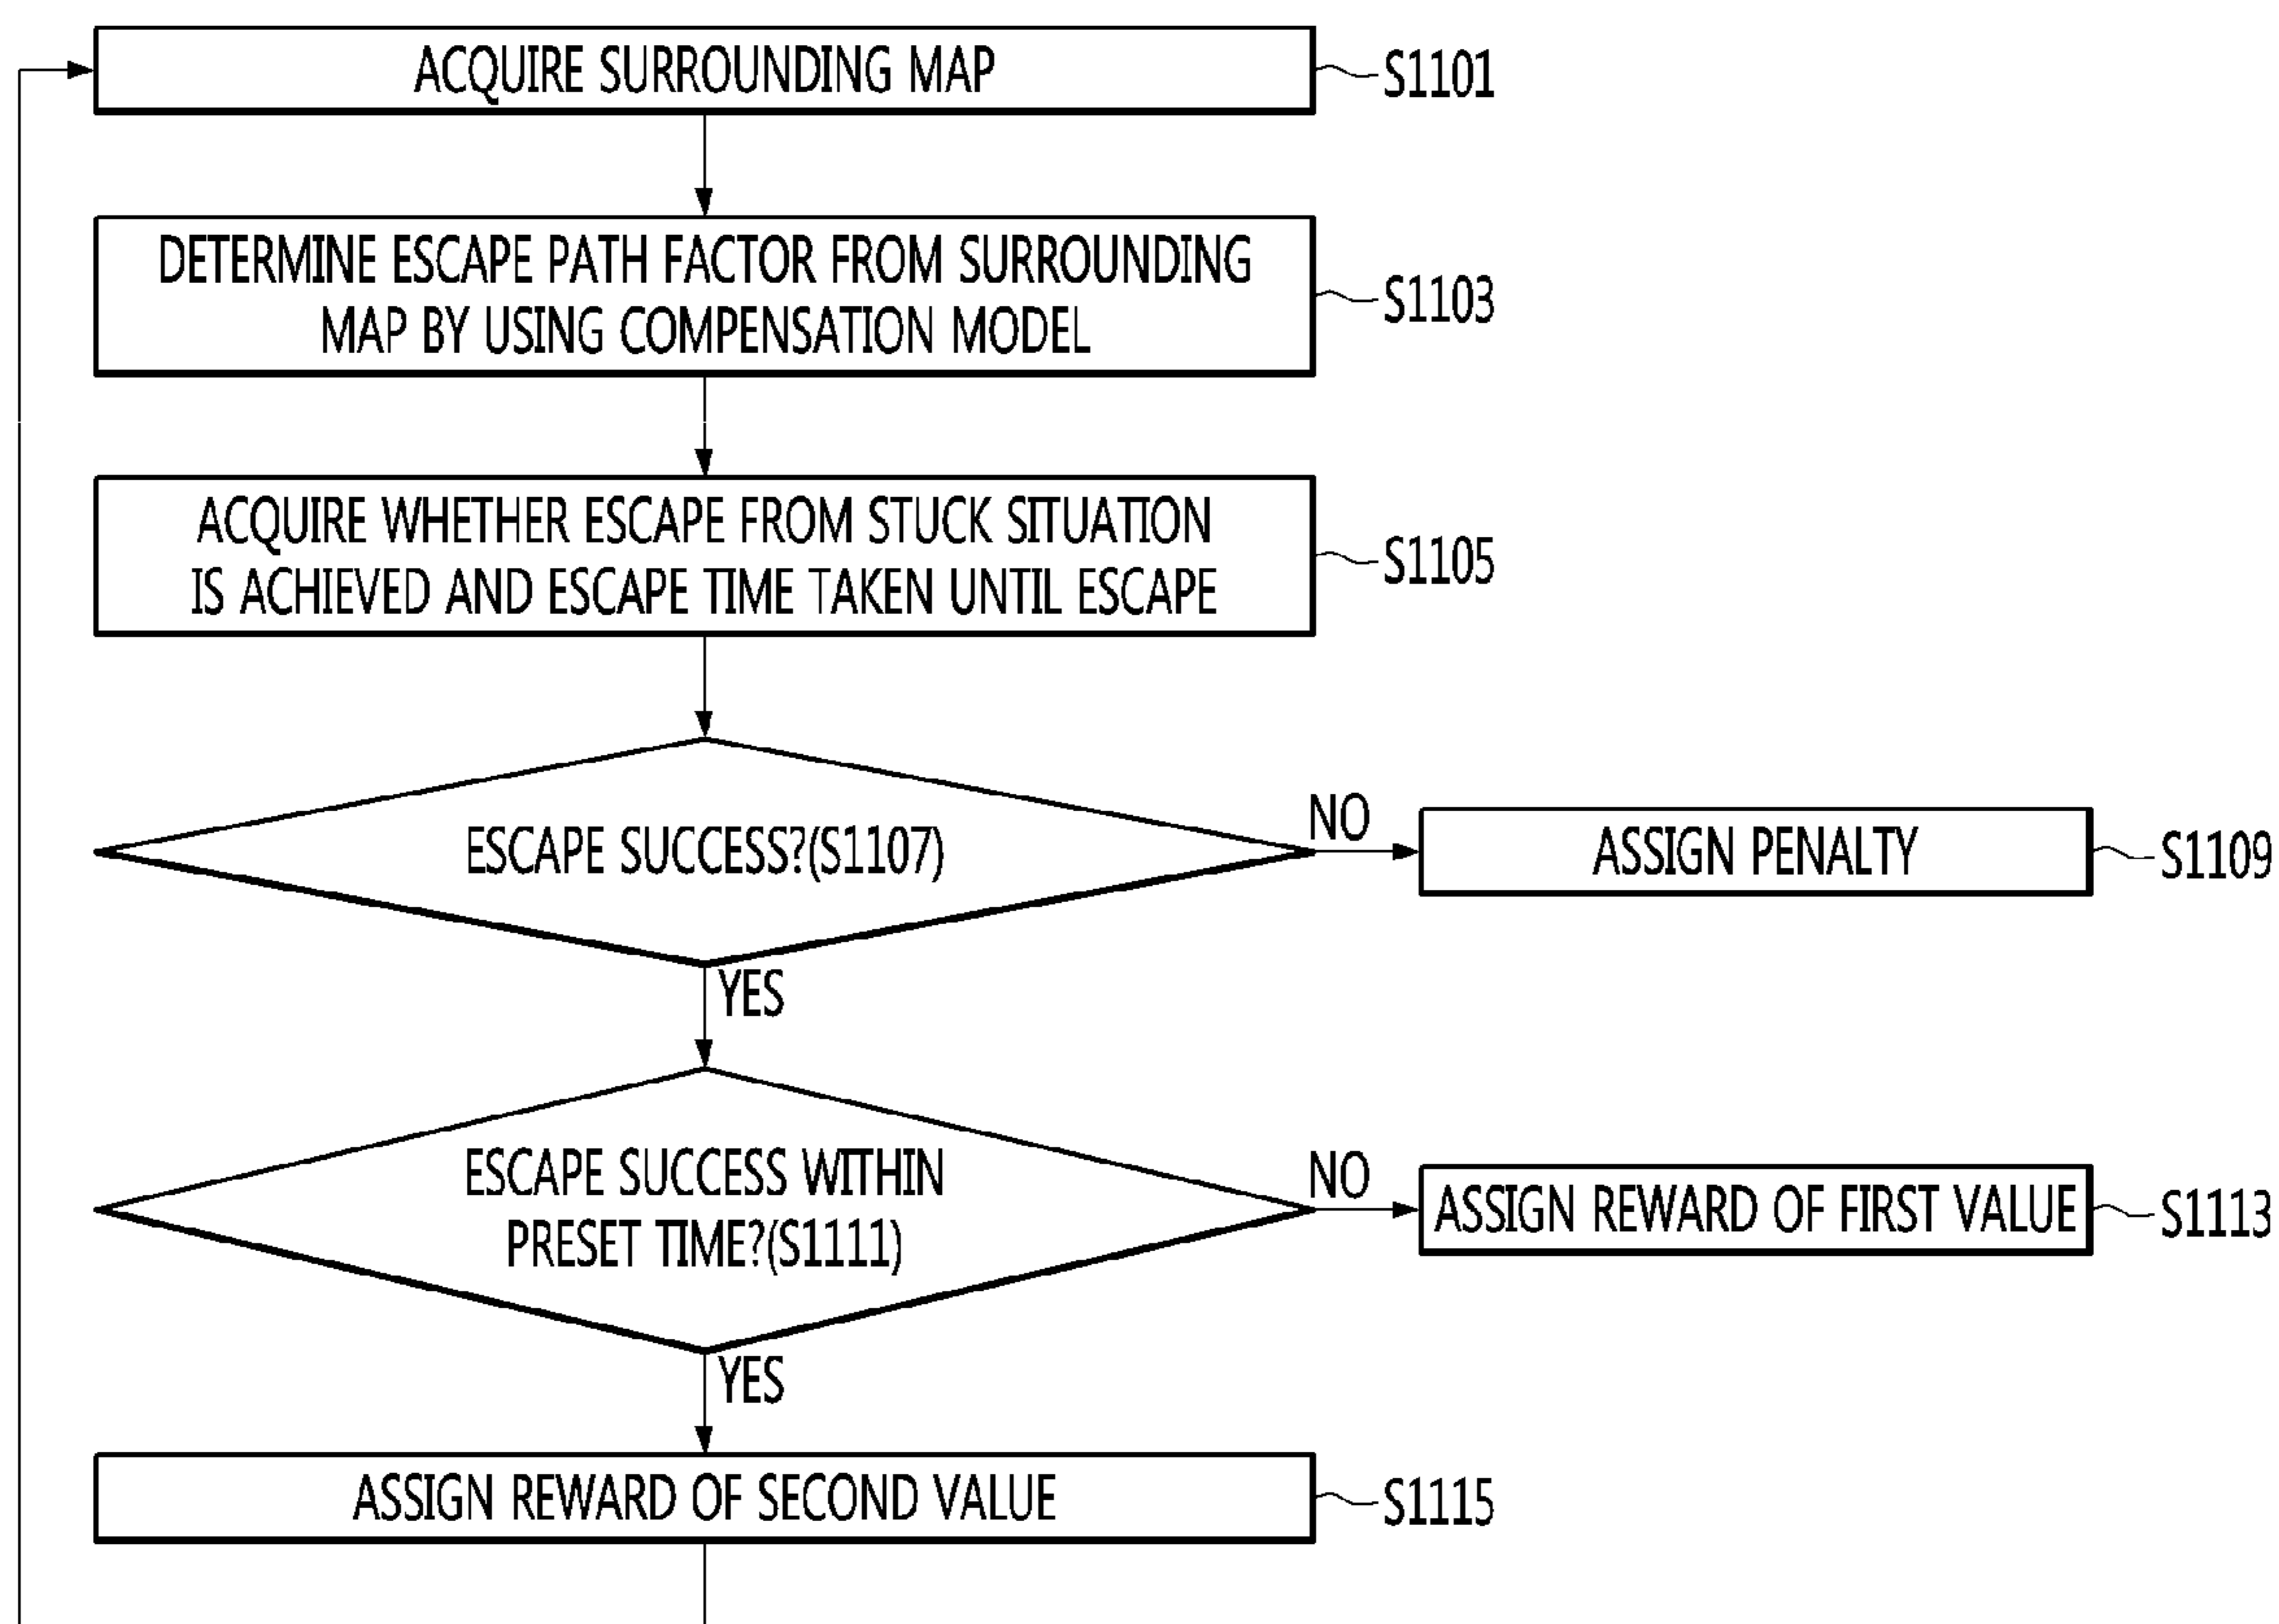 ACQUIRE SURROUNDING MAP
S1101
DETERMINE ESCAPE PATH FACTOR FROM SURROUNDING
MAP BY USING COMPENSATION MODEL
S1103
ACQUIRE WHETHER ESCAPE FROM STUCK SITUATION
IS ACHIEVED AND ESCAPE TIME TAKEN UNTIL ESCAPE
S1105
ESCAPE SUCCESS?(S1107)
NO
ASSIGN PENALTY
S1109
YES
ESCAPE SUCCESS WITHIN
PRESET TIME?(S1111)
NO
ASSIGN REWARD OF FIRST VALUE
S1113
YES
ASSIGN REWARD OF SECOND VALUE
S1115